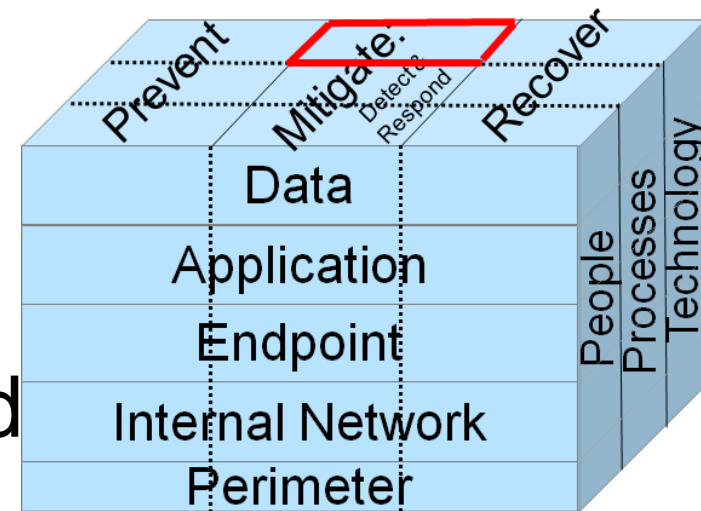 Prevent
Mitigate:
Detect &
Respond
Recover
Data
Application
Endpoint
Internal Network
Perimeter
People
Processes
Technology
d